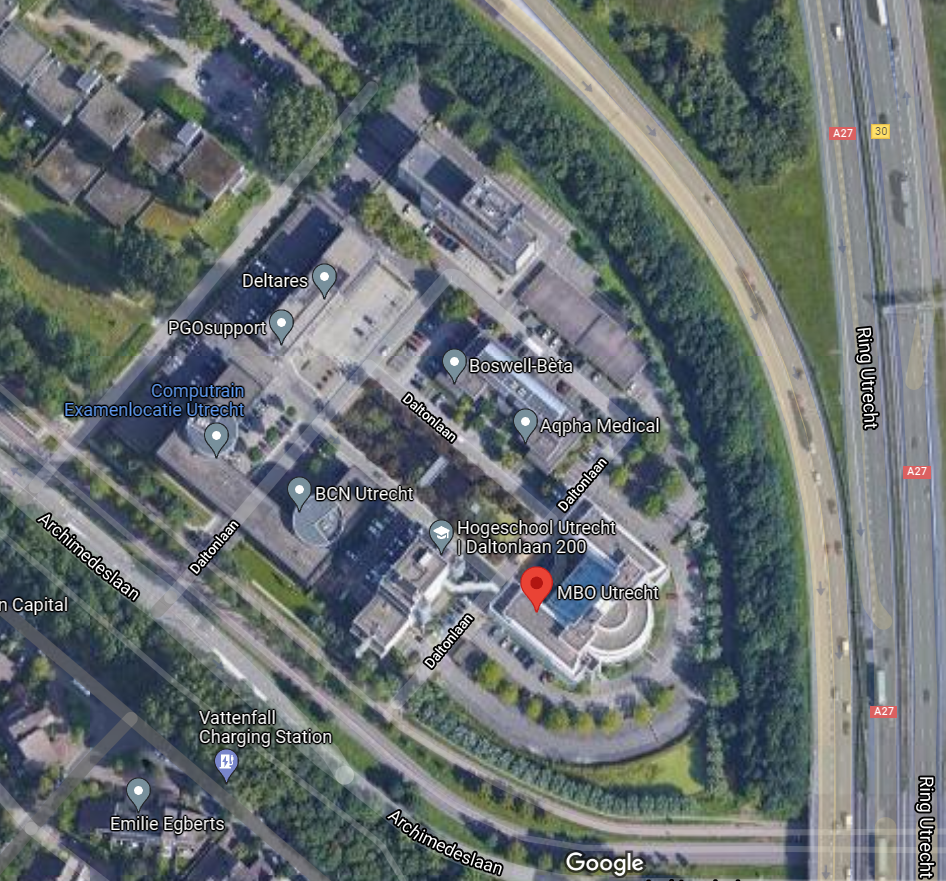 A27
30
Deltares
PGOsupport
Ring Utrecht
Boswell-Bèta
Computrain
Examenlocatie Utrecht
Daltonlaan
Aqpha Medical
A27
Daltonlaan
BCN Utrecht
Archimedeslaan
Daltonlaan
Hogeschool Utrecht
| Daltonlaan 200
MBO Utrecht
n Capital
Daltonlaan
A27
Vattenfall
Charging Station
Ring Utrecht
Emilie Egberts
Archimedeslaan
Google